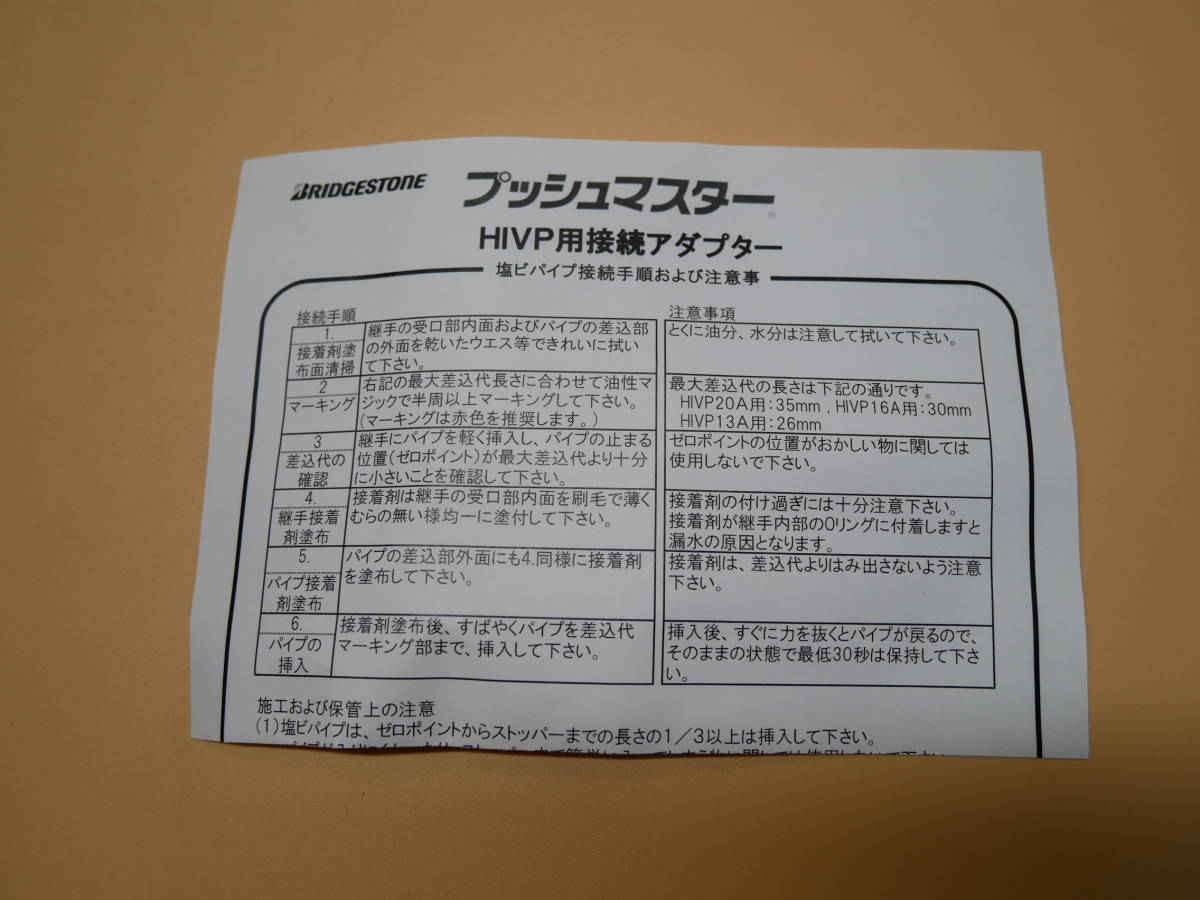 BRIDGESTONE プッシュマスター
HIVP用接続アダプター
塩ビパイプ接続手順および注意事
接続手順
1.
接着剤塗
布面清掃
継手の受口部内面およびパイプの差込部
の外面を乾いたウエス等できれいに拭い
て下さい。
2
マーキング
右記の最大差込代長さに合わせて油性マ
ジックで半周以上マーキングして下さい。
(マーキングは赤色を推奨します。)
3
差込代の
確認
継手にパイプを軽く挿入し、パイプの止まる
位置(ゼロポイント)が最大差込代より十分
に小さいことを確認して下さい。
4.
継手接着
剤塗布
接着剤は継手の受口部内面を刷毛で薄く
むらの無い様均一に塗付して下さい。
5.
パイプ接着
剤塗布
パイプの差込部外面にも4.同様に接着剤
を塗布して下さい。
6.
パイプの
挿入
接着剤塗布後、すばやくパイプを差込代
マーキング部まで、挿入して下さい。
注意事項
とくに油分、水分は注意して拭いて下さい。
最大差込代の長さは下記の通りです。
HIVP20A用:35mm , HIVP16A用:30mm
HIVP13A用:26mm
ゼロポイントの位置がおかしい物に関しては
使用しないで下さい。
接着剤の付け過ぎには十分注意下さい。
接着剤が継手内部のOリングに付着しますと
漏水の原因となります。
接着剤は、差込代よりはみ出さないよう注意
下さい。
挿入後、すぐに力を抜くとパイプが戻るので、
そのままの状態で最低30秒は保持して下さ
い。
施工および保管上の注意
(1)塩ビパイプは、ゼロポイントからストッパーまでの長さの1／3以上は挿入して下さい。